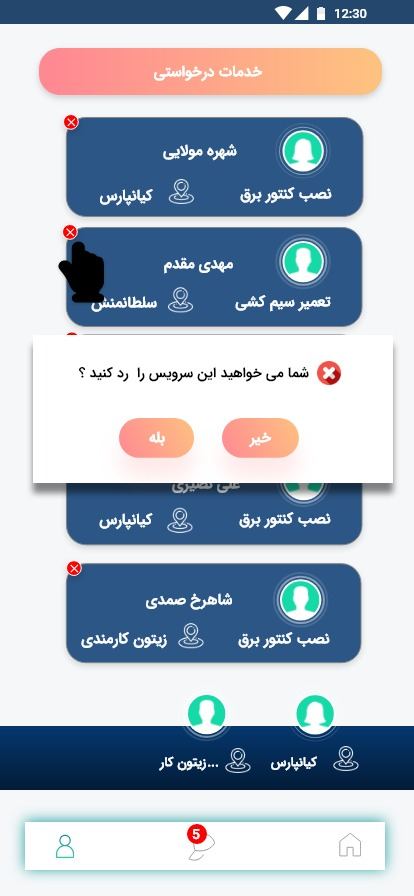 12:30
خدمات درخواستی
شهره مولایی
نصب کنتور برق
کیانپارس
مهدی مقدم
تعمیر سیم کشی
سلطانمنش
شما می خواهید این سرویس را رد کنید ؟
خیر
بله
علی نصیری
نصب کنتور برق
کیانپارس
شاهرخ صمدی
نصب کنتور برق
زیتون کارمندی
کیانپارس
زیتون کار...
5